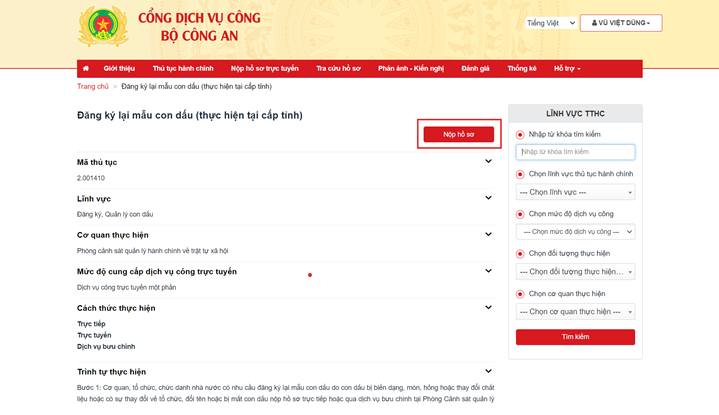 CỔNG DỊCH VỤ CÔNG
BỘ CÔNG AN
Tiếng Việt
VŨ VIỆT DŨNG
Giới thiệu
Thủ tục hành chính
Nộp hồ sơ trực tuyến
Tra cứu hồ sơ
Phản ánh - Kiến nghị
Đánh giá
Thống kê
Hỗ trợ
Trang chủ > Đăng ký lại mẫu con dấu (thực hiện tại cấp tỉnh)
Đăng ký lại mẫu con dấu (thực hiện tại cấp tỉnh)
Nộp hồ sơ
Mã thủ tục
2.001410
Lĩnh vực
Đăng ký, Quản lý con dấu
Cơ quan thực hiện
Phòng cảnh sát quản lý hành chính về trật tự xã hội
Mức độ cung cấp dịch vụ công trực tuyến
Dịch vụ công trực tuyến một phần
Cách thức thực hiện
Trực tiếp
Trực tuyến
Dịch vụ bưu chính
Trình tự thực hiện
Bước 1: Cơ quan, tổ chức, chức danh nhà nước có nhu cầu đăng ký lại mẫu con dấu do con dấu bị biến dạng, mòn, hỏng hoặc thay đổi chất
liệu hoặc có sự thay đổi về tổ chức, đổi tên hoặc bị mất con dấu nộp hồ sơ trực tiếp hoặc qua dịch vụ bưu chính tại Phòng Cảnh sát quản lý
LĨNH VỰC TTHC
Nhập từ khóa tìm kiếm
Nhập từ khóa tìm kiếm
Chọn lĩnh vực thủ tục hành chính
--- Chọn lĩnh vực ---
Chọn mức độ dịch vụ công
--- Chọn mức độ dịch vụ công ---
Chọn đối tượng thực hiện
--- Chọn đối tượng thực hiện...
Chọn cơ quan thực hiện
--- Chọn cơ quan thực hiện ---
Tìm kiếm